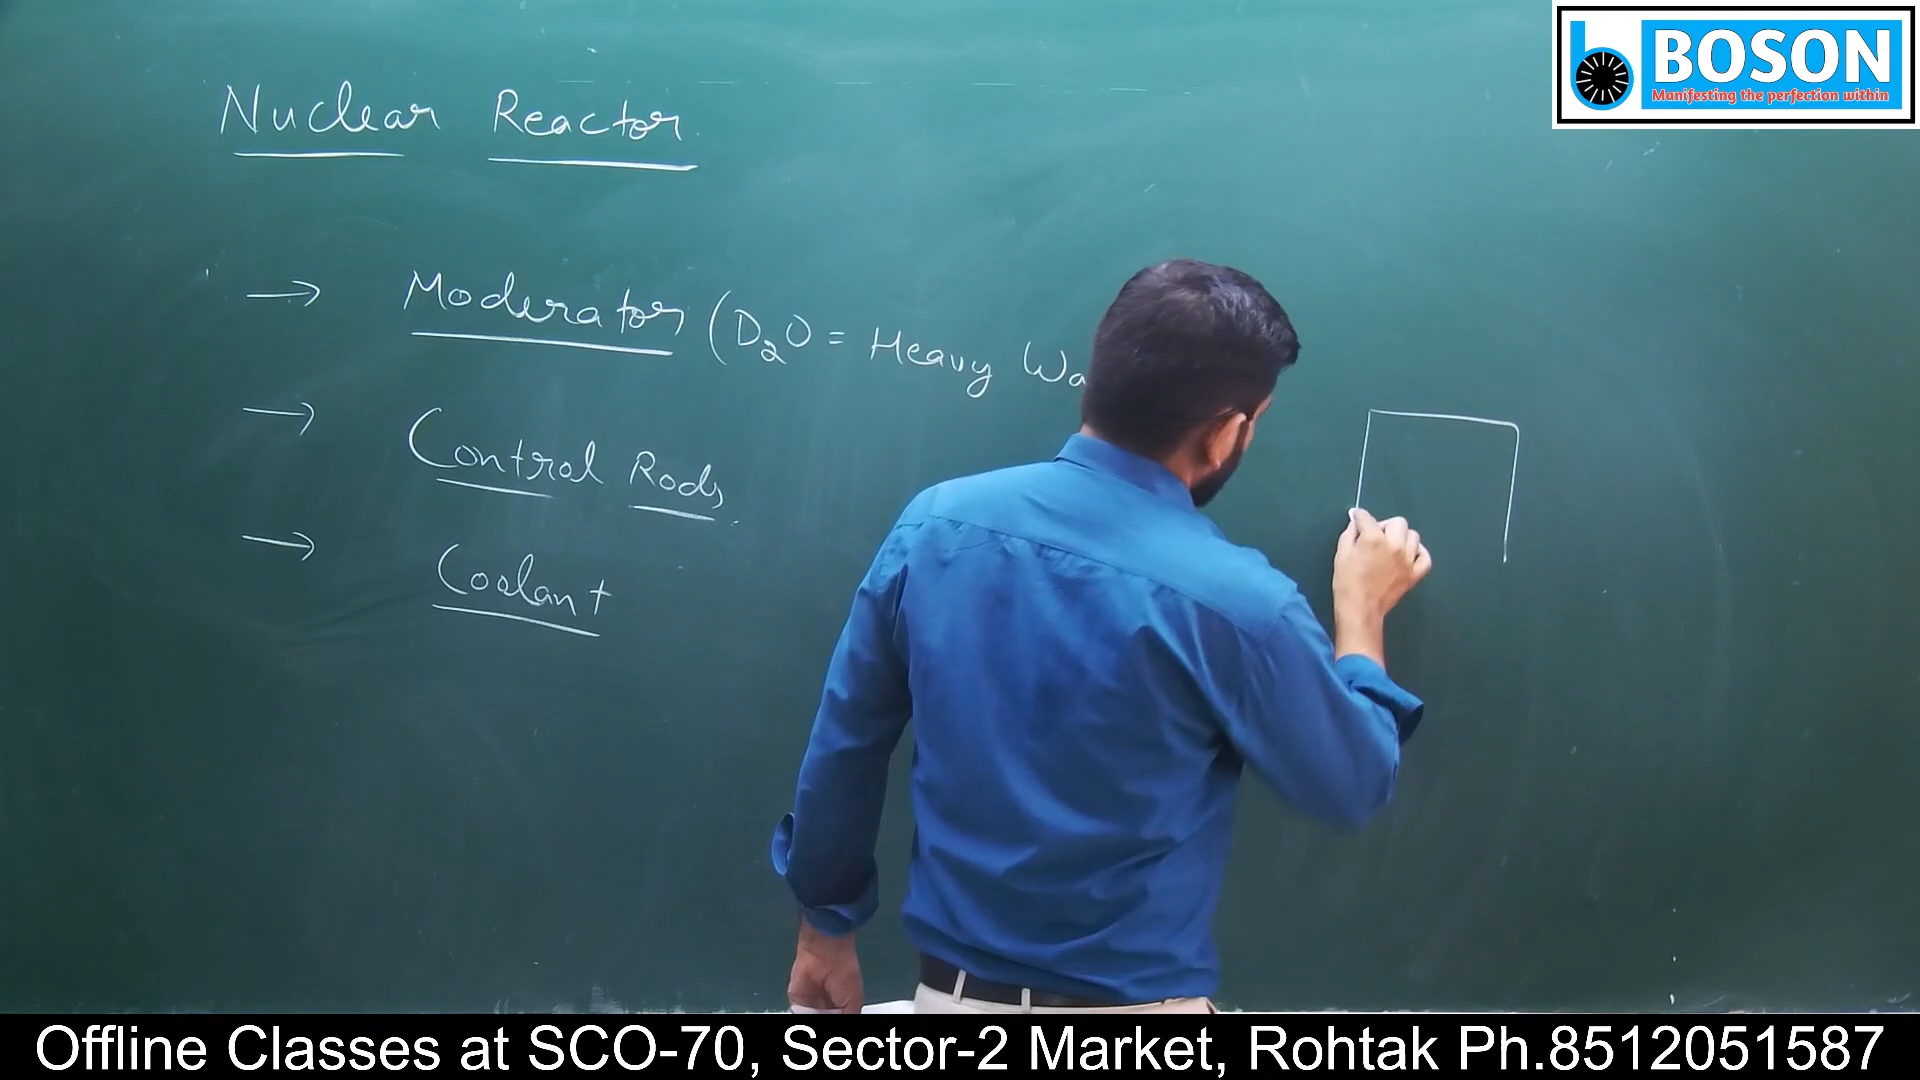 Nuclear Reactor
→ Moderator (D₂O = Heavy Wa
→ Control Rods
→ Coolant
BOSON
Manifesting the perfection within
Offline Classes at SCO-70, Sector-2 Market, Rohtak Ph.8512051587